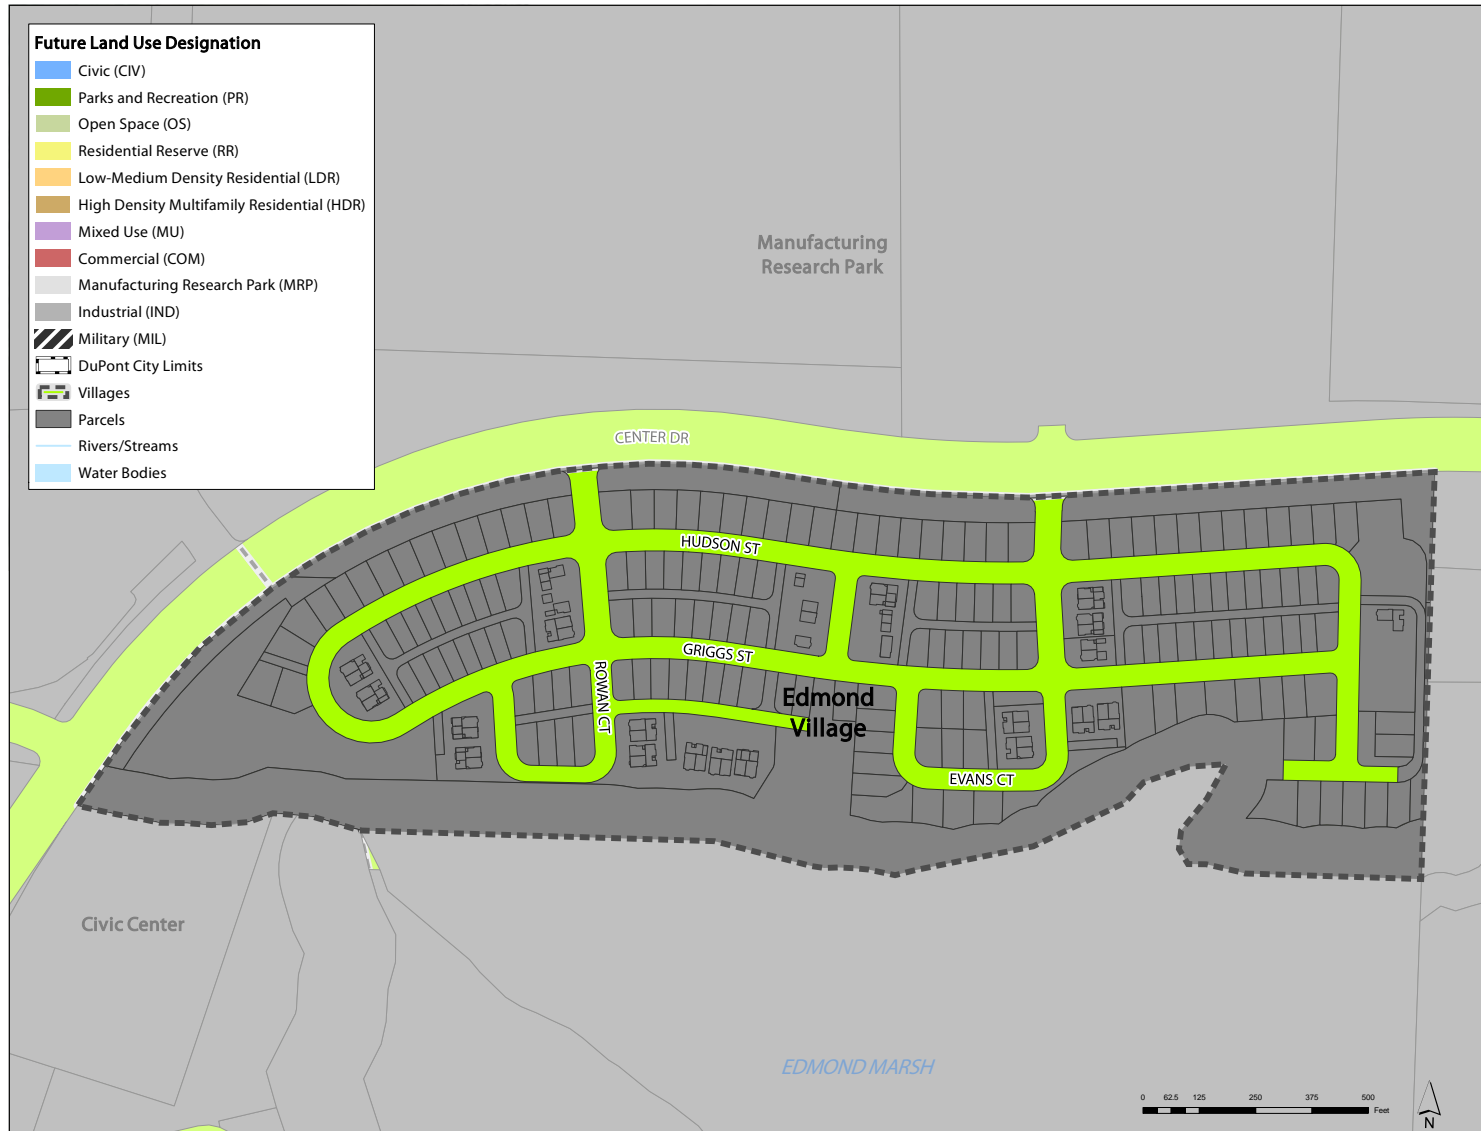 Future Land Use Designation
Civic (CIV)
Parks and Recreation (PR)
Open Space (OS)
Residential Reserve (RR)
Low-Medium Density Residential (LDR)
High Density Multifamily Residential (HDR)
Mixed Use (MU)
Commercial (COM)
Manufacturing Research Park (MRP)
Industrial (IND)
Military (MIL)
DuPont City Limits
Villages
Parcels
Rivers/Streams
Water Bodies
Manufacturing
Research Park
CENTER DR
HUDSON ST
GRIGGS ST
ROWAN CT
Edmond
Village
EVANS CT
Civic Center
EDMOND MARSH
0 62.5 125 250 375 500
Feet
N